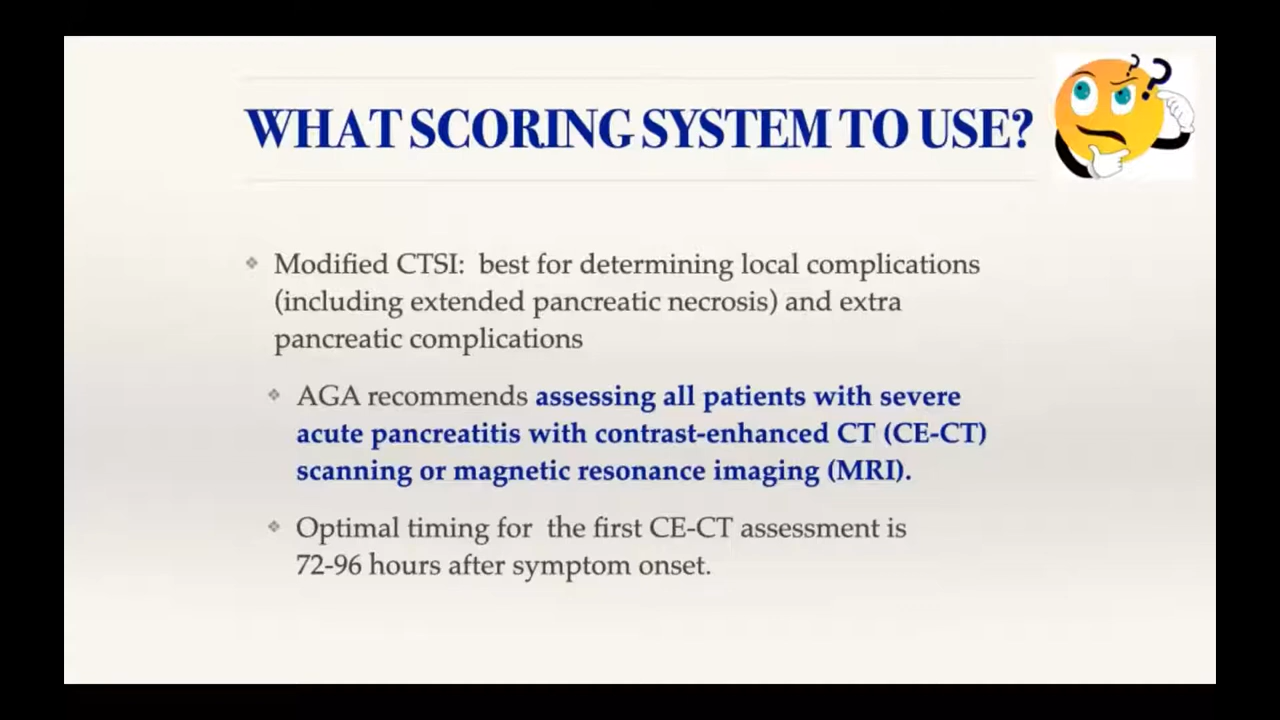 WHAT SCORING SYSTEM TO USE?
Modified CTSI: best for determining local complications
(including extended pancreatic necrosis) and extra
pancreatic complications
AGA recommends assessing all patients with severe
acute pancreatitis with contrast-enhanced CT (CE-CT)
scanning or magnetic resonance imaging (MRI).
Optimal timing for the first CE-CT assessment is
72-96 hours after symptom onset.